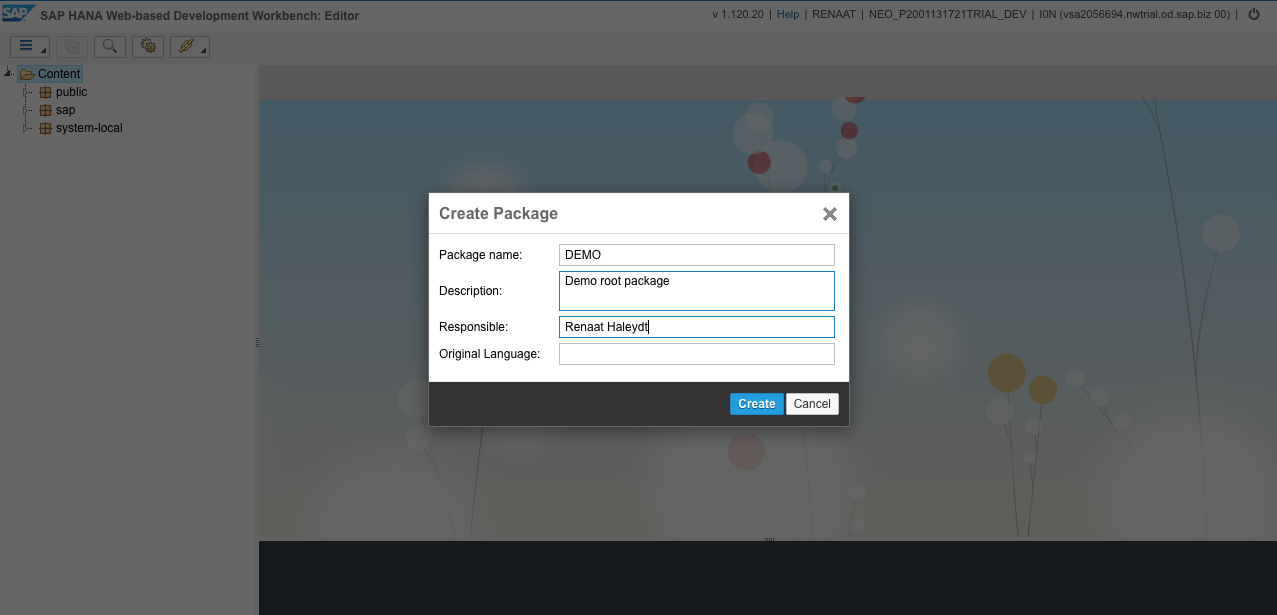 SAP SAP HANA Web-based Development Workbench: Editor
v 1.120.20 | Help | RENAAT | NEO_P2001131721TRIAL_DEV | I0N (vsa2056694.nwtrial.od.sap.biz 00) |
Content
public
sap
system-local
Create Package
Package name: DEMO
Description: Demo root package
Responsible: Renaat Haleydt
Original Language:
Create Cancel